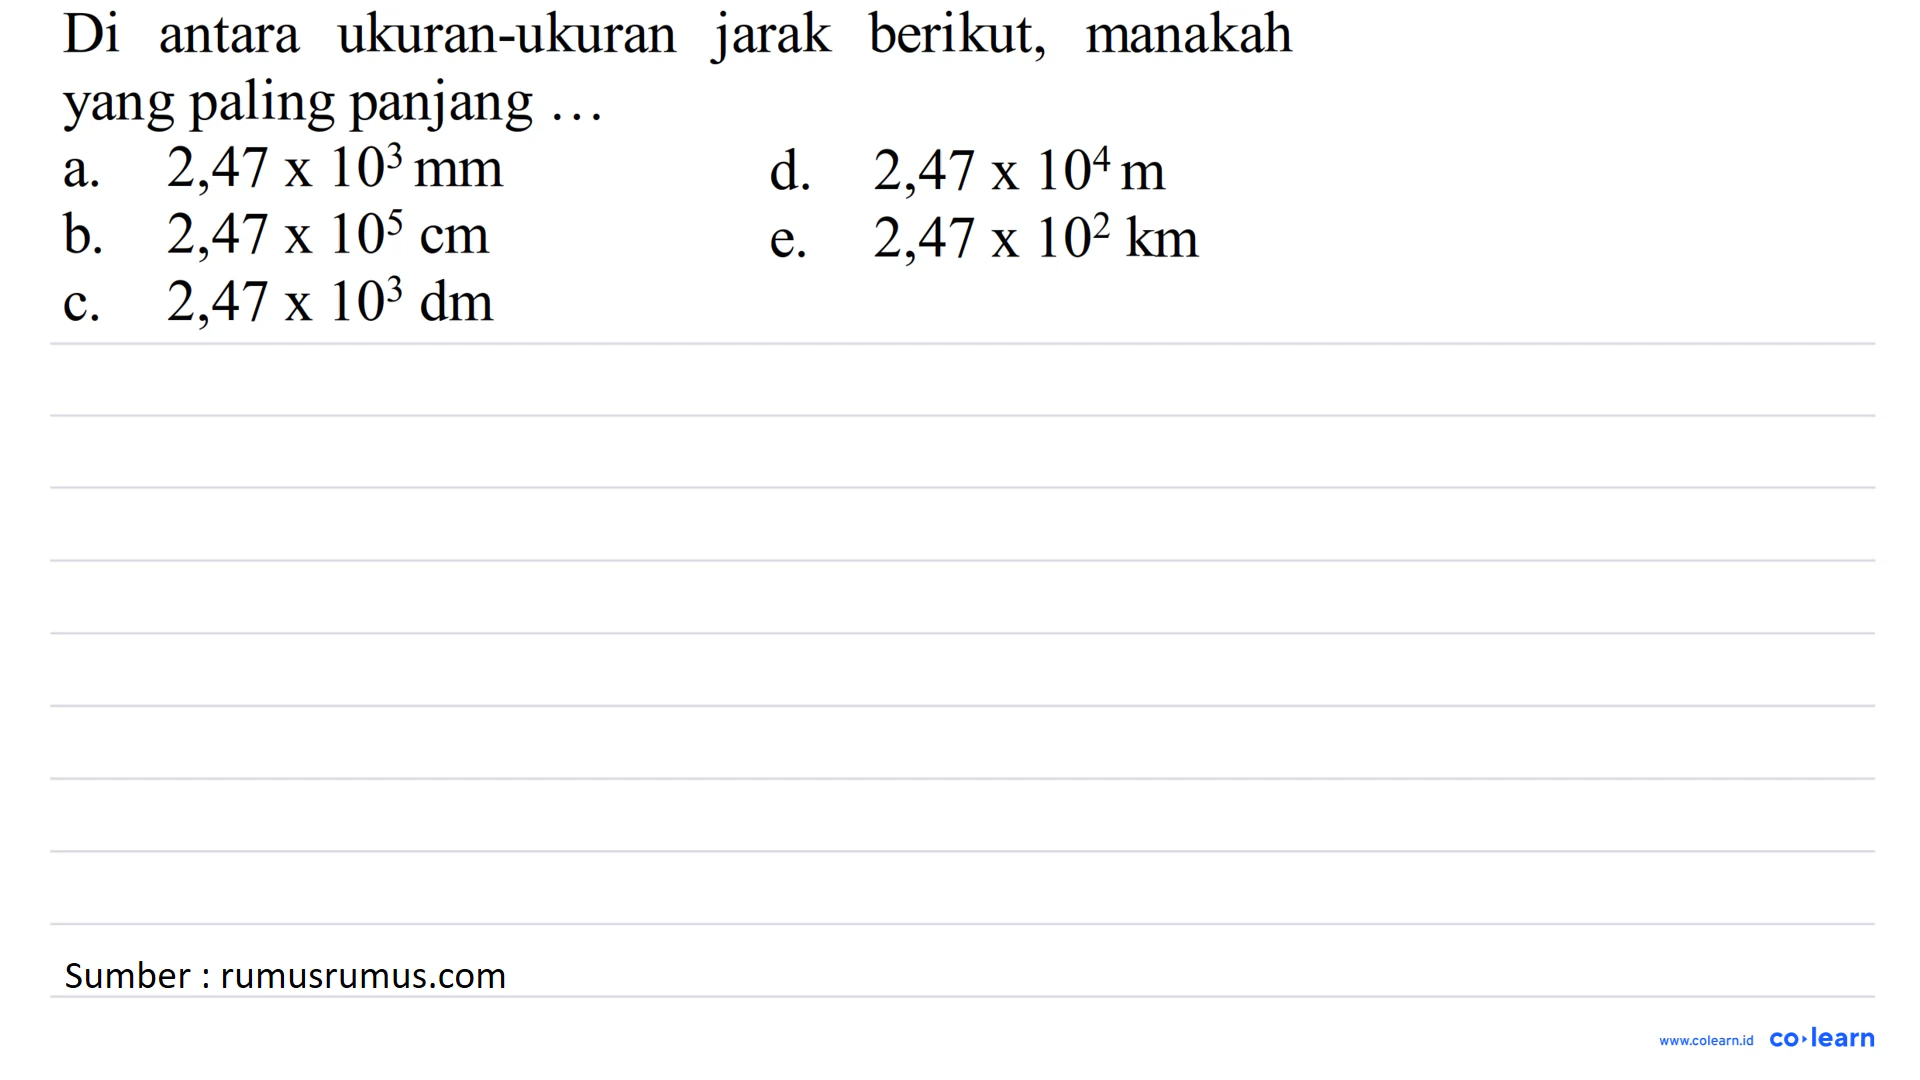 Di antara ukuran-ukuran jarak berikut, manakah
yang paling panjang ...
a. 2,47 x 10³ mm
b. 2,47 x 10⁵ cm
c. 2,47 x 10³ dm
d. 2,47 x 10⁴ m
e. 2,47 x 10² km
Sumber : rumusrumus.com
www.colearn.id co learn